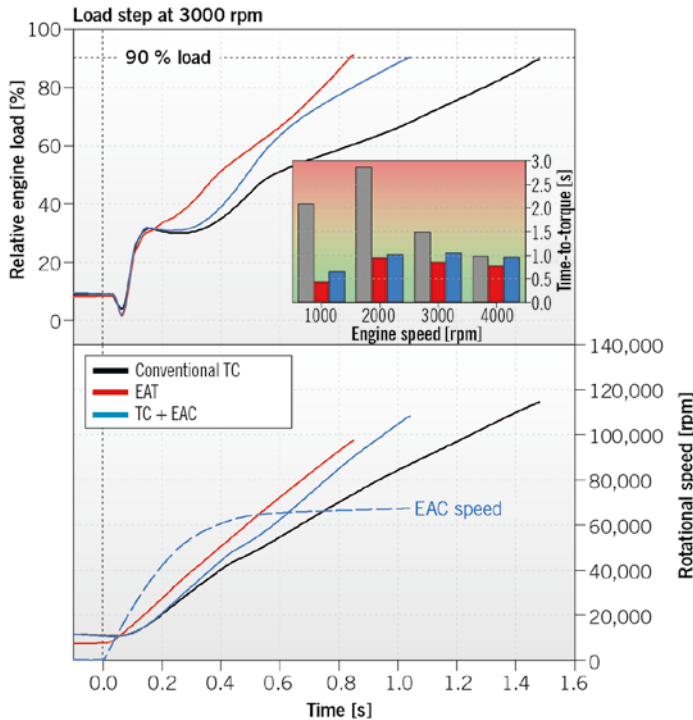 Load step at 3000 rpm
100
80
60
40
20
0
Relative engine load [%]
90 % load
3.0
2.5
2.0
1.5
1.0
0.5
0.0
Time-to-torque [s]
1000 2000 3000 4000
Engine speed [rpm]
Conventional TC
EAT
TC + EAC
EAC speed
140,000
120,000
100,000
80,000
60,000
40,000
20,000
0
Rotational speed [rpm]
0.0 0.2 0.4 0.6 0.8 1.0 1.2 1.4 1.6
Time [s]